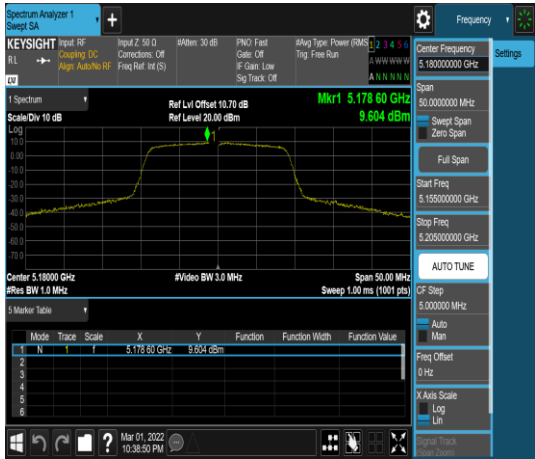 Spectrum Analyzer 1
Swept SA
+
Frequency
KEYSIGHT
RL
LXI
Input: RF
Coupling: DC
Align: Auto/No RF
Input Z: 50 Ω
Corrections: Off
Freq Ref: Int (S)
#Atten: 30 dB
PNO: Fast
Gate: Off
IF Gain: Low
Sig Track: Off
#Avg Type: Power (RMS
Trig: Free Run
1 2 3 4 5 6
A W W W W W
A N N N N N
1 Spectrum
Scale/Div 10 dB
Ref Lvl Offset 10.70 dB
Ref Level 20.00 dBm
Mkr1 5.178 60 GHz
9.604 dBm
Log
10.0
0.00
-10.0
-20.0
-30.0
-40.0
-50.0
-60.0
-70.0
1
Center 5.18000 GHz
#Res BW 1.0 MHz
#Video BW 3.0 MHz
Span 50.00 MHz
Sweep 1.00 ms (1001 pts)
5 Marker Table
Mode Trace Scale X Y Function Function Width Function Value
1 N 1 f 5.178 60 GHz 9.604 dBm
2
3
4
5
6
Mar 01, 2022
10:38:50 PM
Center Frequency
5.180000000 GHz
Settings
Span
50.0000000 MHz
Swept Span
Zero Span
Full Span
Start Freq
5.155000000 GHz
Stop Freq
5.205000000 GHz
AUTO TUNE
CF Step
5.000000 MHz
Auto
Man
Freq Offset
0 Hz
X Axis Scale
Log
Lin
Signal Track
(Span Zoom)